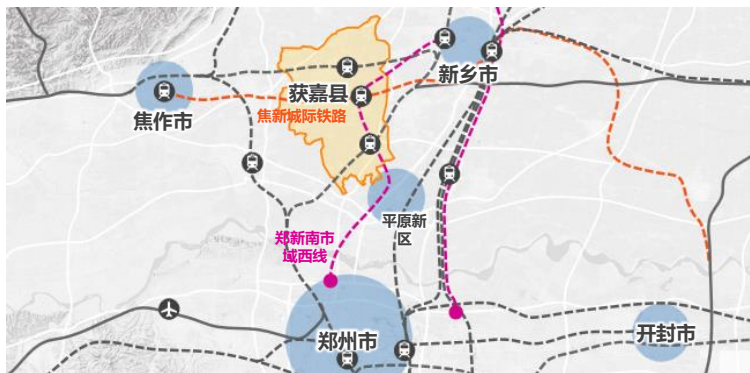 新乡市
获嘉县
焦作市
焦新城际铁路
平原新
区
郑新南市
域西线
郑州市
开封市